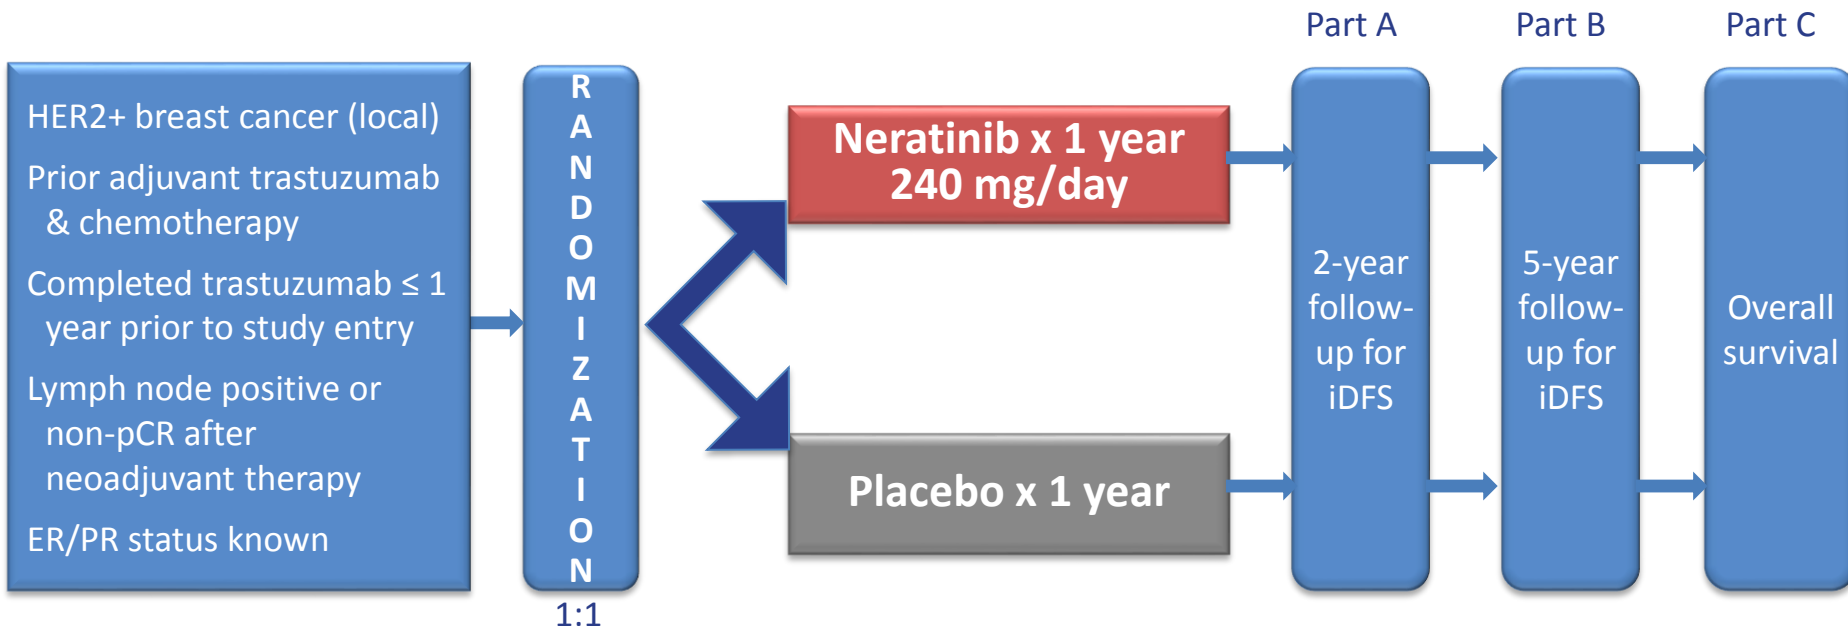 Part A
Part B
Part C
HER2+ breast cancer (local)
Prior adjuvant trastuzumab
& chemotherapy
Completed trastuzumab ≤ 1
year prior to study entry
Lymph node positive or
non-pCR after
neoadjuvant therapy
ER/PR status known
R
A
N
D
O
M
I
Z
A
T
I
O
N
1:1
Neratinib x 1 year
240 mg/day
Placebo x 1 year
2-year
follow-
up for
iDFS
5-year
follow-
up for
iDFS
Overall
survival